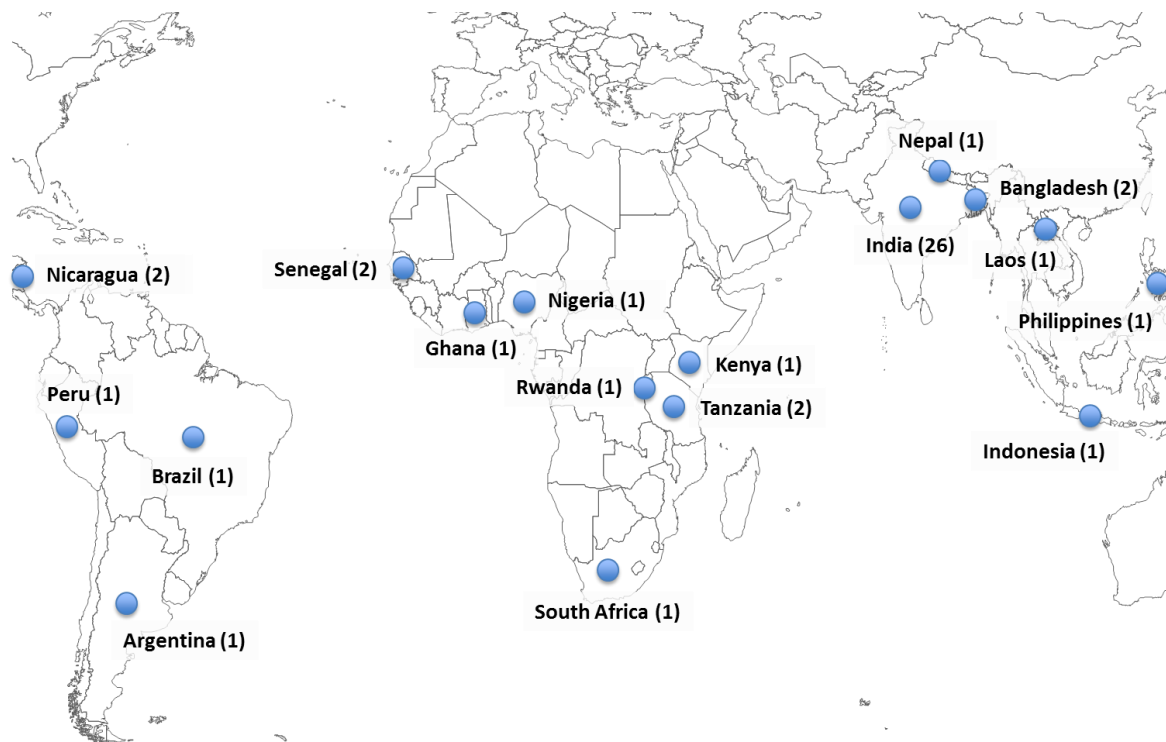 Nepal (1)
Bangladesh (2)
India (26)
Laos (1)
Nicaragua (2)
Senegal (2)
Nigeria (1)
Philippines (1)
Ghana (1)
Kenya (1)
Rwanda (1)
Peru (1)
Tanzania (2)
Indonesia (1)
Brazil (1)
South Africa (1)
Argentina (1)